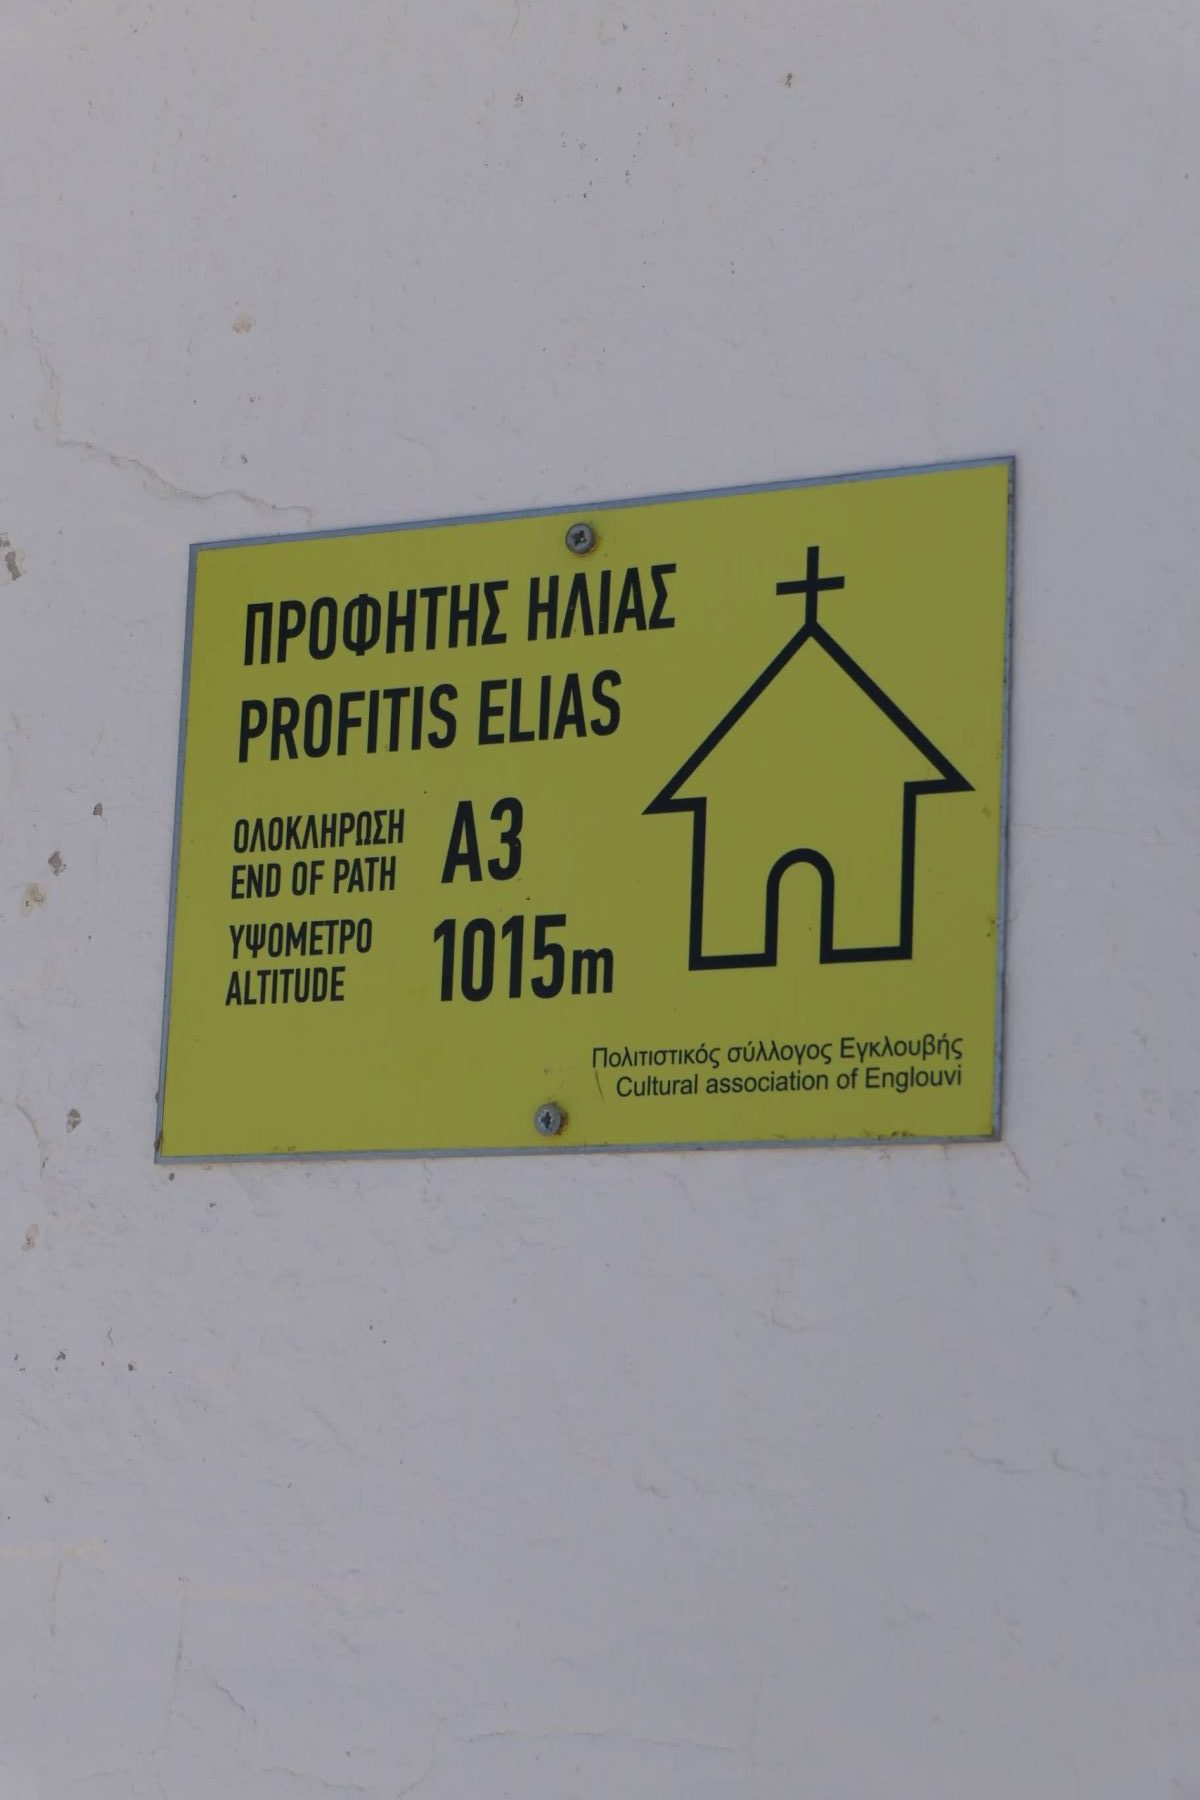 ΠΡΟΦΗΤΗΣ ΗΛΙΑΣ
PROFITIS ELIAS
ΟΛΟΚΛΗΡΩΣΗ
END OF PATH
A3
ΥΨΟΜΕΤΡΟ
ALTITUDE
1015m
Πολιτιστικός σύλλογος Εγκλουβής
Cultural association of Englouvi